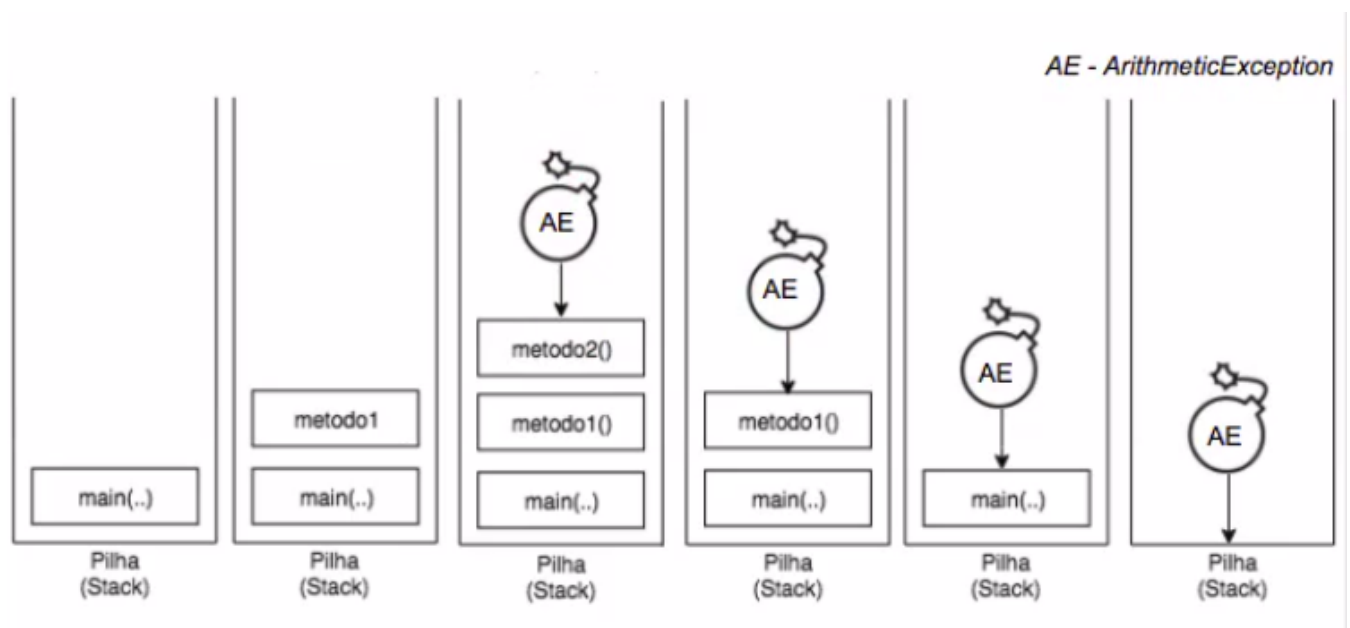 AE - ArithmeticException
main(..)
Pilha
(Stack)
metodo1
main(..)
Pilha
(Stack)
AE
metodo2()
metodo1()
main(..)
Pilha
(Stack)
AE
metodo1()
main(..)
Pilha
(Stack)
AE
main(..)
Pilha
(Stack)
AE
Pilha
(Stack)